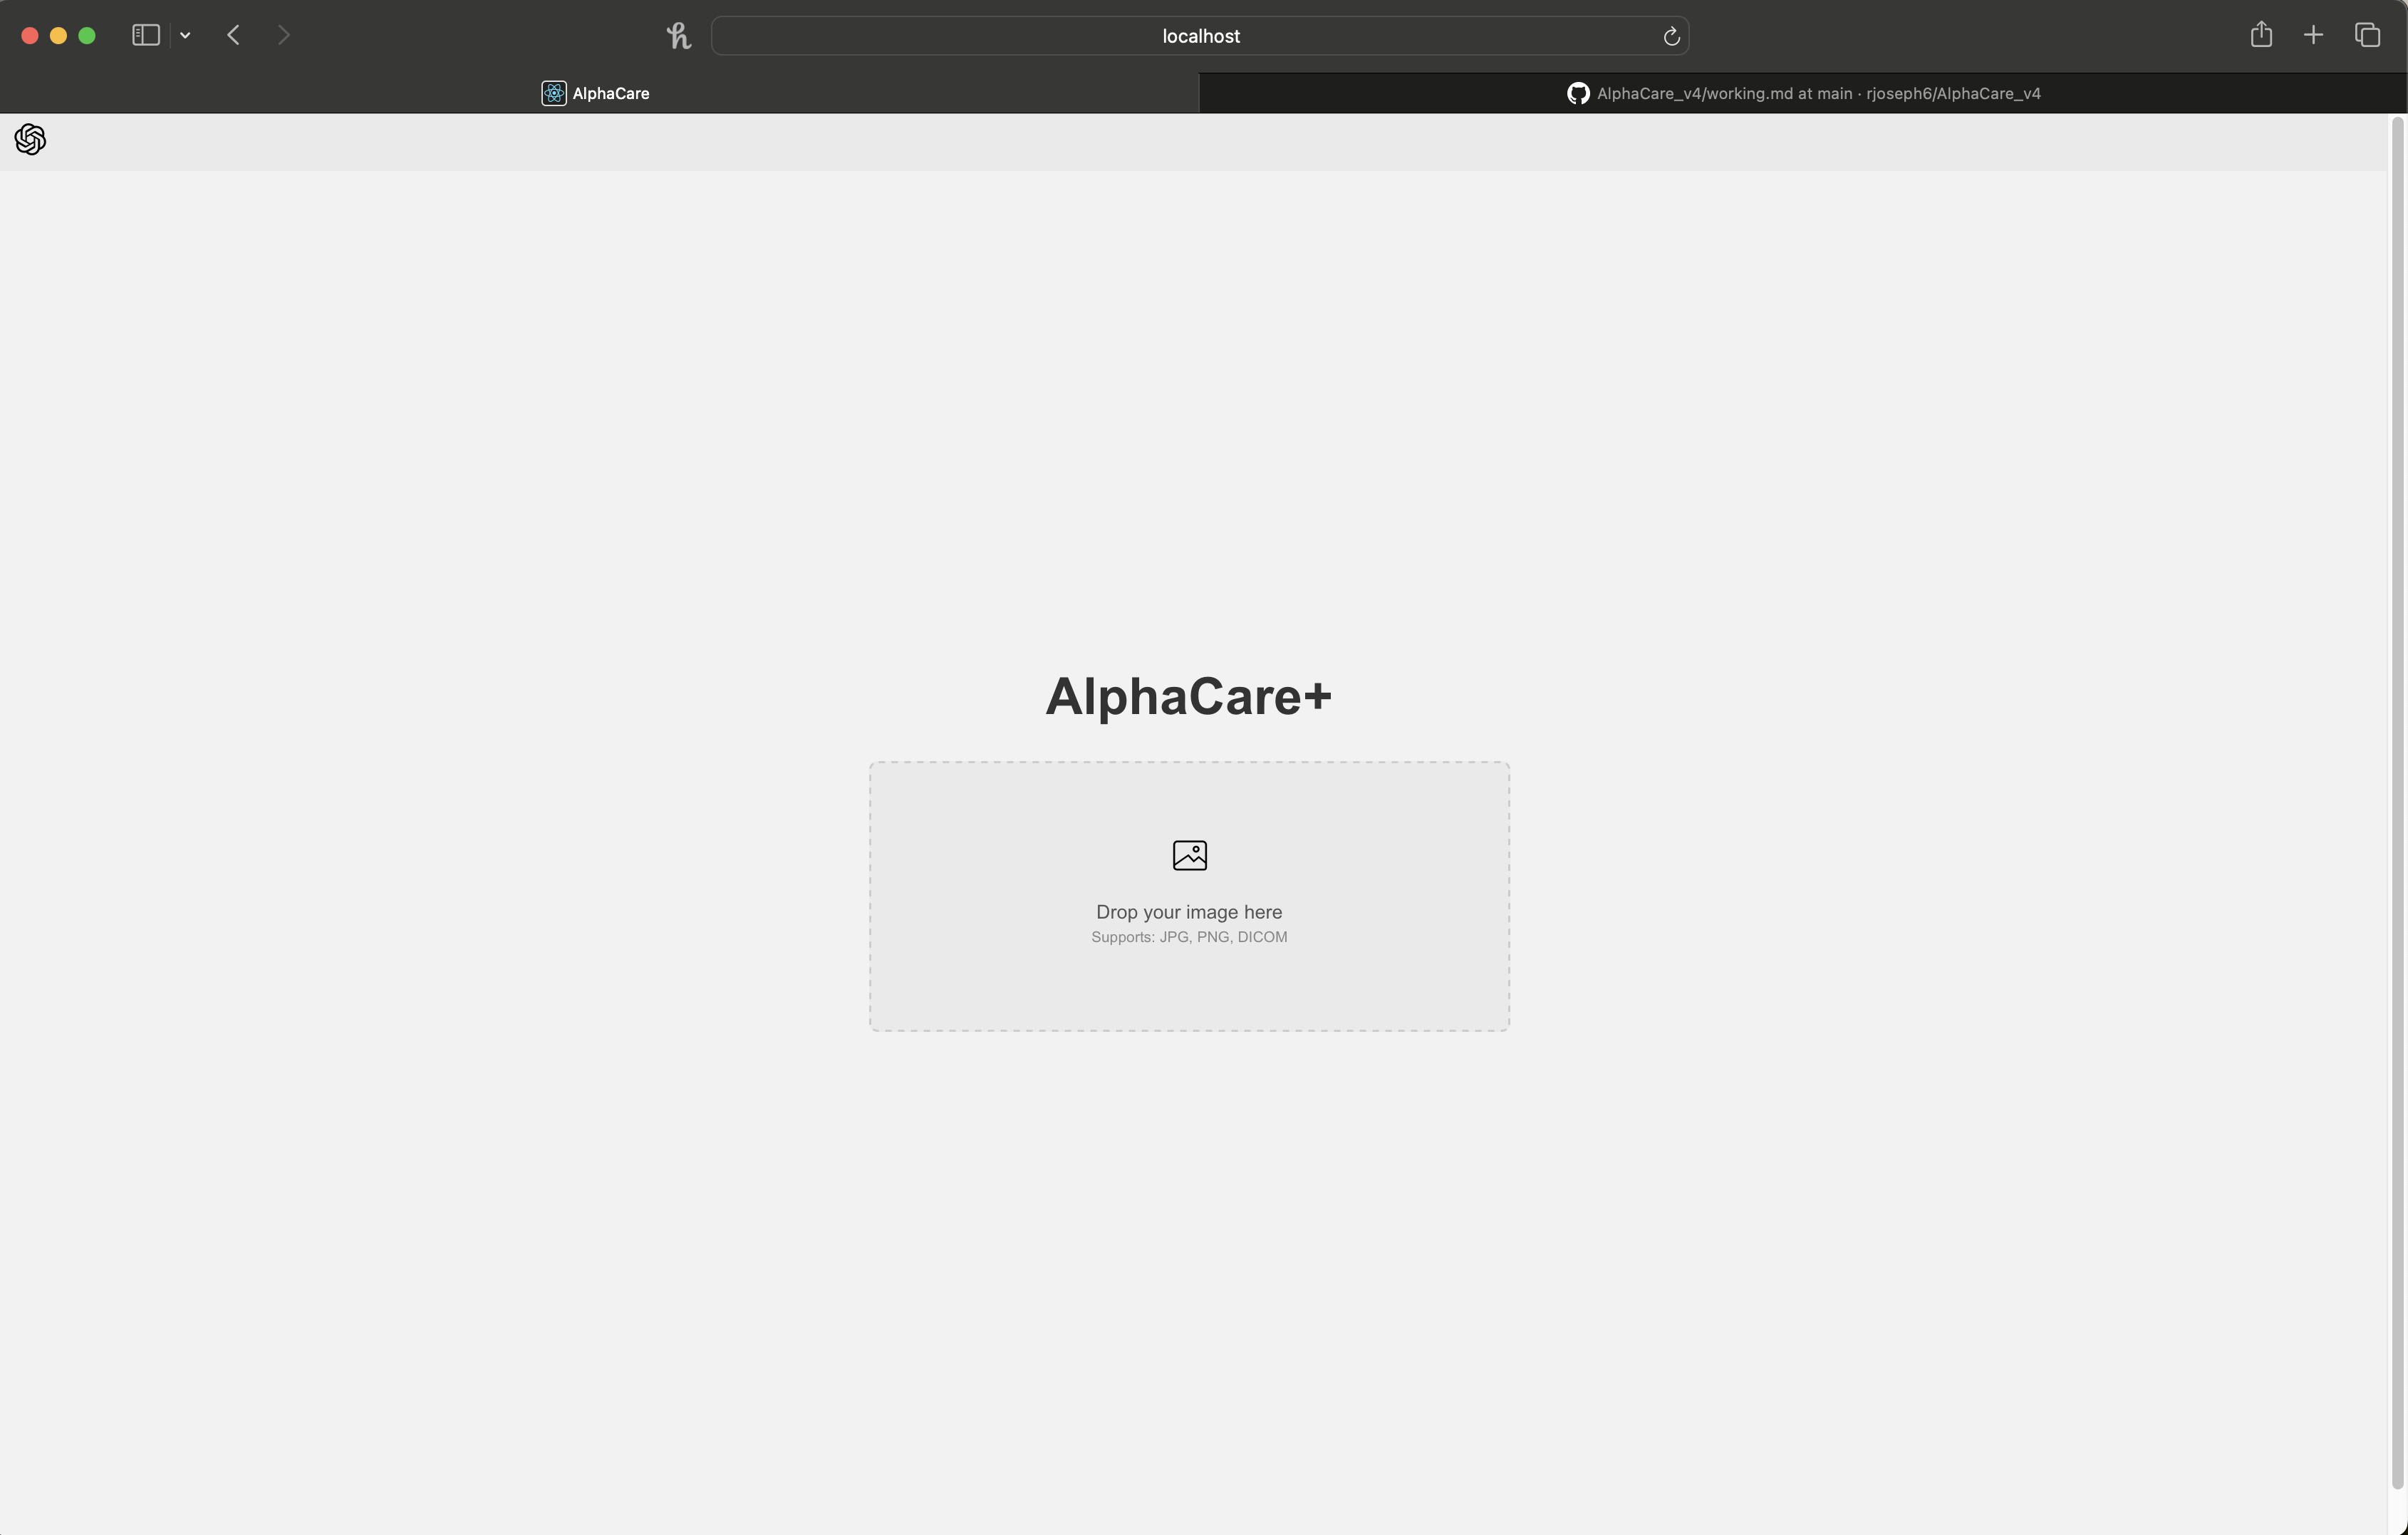 localhost
AlphaCare
AlphaCare_v4/working.md at main · rjoseph6/AlphaCare_v4
AlphaCare+
Drop your image here
Supports: JPG, PNG, DICOM